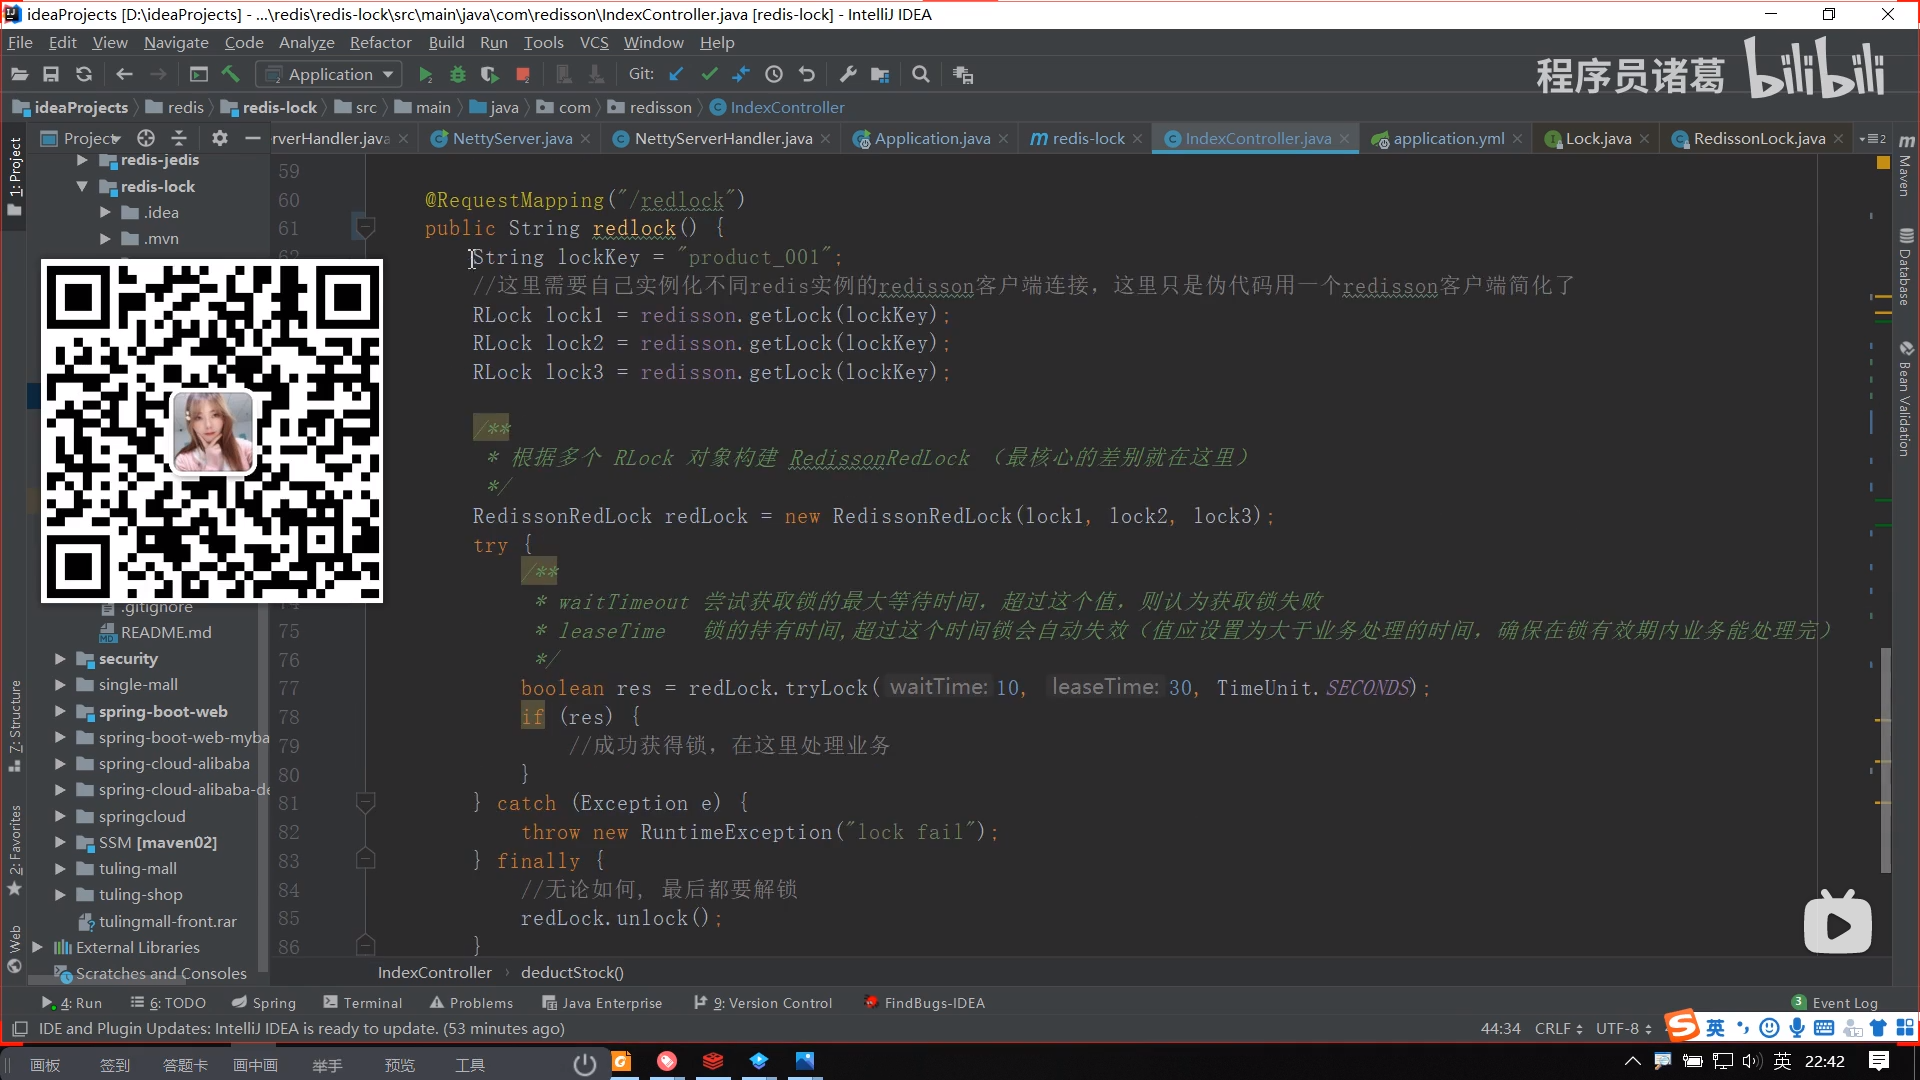 ideaProjects [D:\ideaProjects] - ...\redis\redis-lock\src\main\java\com\redisson\IndexController.java [redis-lock] - IntelliJ IDEA
File Edit View Navigate Code Analyze Refactor Build Run Tools VCS Window Help
Application Git:
程序员诸葛 bilibili
ideaProjects redis redis-lock src main java com redisson IndexController
Project rverHandler.java NettyServer.java NettyServerHandler.java Application.java redis-lock IndexController.java application.yml Lock.java RedissonLock.java 2
1: Project
7: Structure
2: Favorites
Web
Maven
Database
Bean Validation
redis-jedis
redis-lock
.idea
.mvn
.gitignore
README.md
security
single-mall
spring-boot-web
spring-boot-web-myba
spring-cloud-alibaba
spring-cloud-alibaba-de
springcloud
SSM [maven02]
tuling-mall
tuling-shop
tulingmall-front.rar
External Libraries
Scratches and Consoles
59
60 @RequestMapping("/redlock")
61 public String redlock() {
String lockKey = "product_001";
//这里需要自己实例化不同redis实例的redisson客户端连接，这里只是伪代码用一个redisson客户端简化了
RLock lock1 = redisson.getLock(lockKey);
RLock lock2 = redisson.getLock(lockKey);
RLock lock3 = redisson.getLock(lockKey);
/**
* 根据多个 RLock 对象构建 RedissonRedLock （最核心的差别就在这里）
*/
RedissonRedLock redLock = new RedissonRedLock(lock1, lock2, lock3);
try {
/**
* waitTimeout 尝试获取锁的最大等待时间，超过这个值，则认为获取锁失败
75 * leaseTime 锁的持有时间,超过这个时间锁会自动失效（值应设置为大于业务处理的时间，确保在锁有效期内业务能处理完）
76 */
77 boolean res = redLock.tryLock( waitTime: 10, leaseTime: 30, TimeUnit.SECONDS);
78 if (res) {
79 //成功获得锁，在这里处理业务
80 }
81 } catch (Exception e) {
82 throw new RuntimeException("lock fail");
83 } finally {
84 //无论如何, 最后都要解锁
85 redLock.unlock();
86 }
IndexController deductStock()
4: Run 6: TODO Spring Terminal Problems Java Enterprise 9: Version Control FindBugs-IDEA 3 Event Log
IDE and Plugin Updates: IntelliJ IDEA is ready to update. (53 minutes ago) 44:34 CRLF UTF-8 英
画板 签到 答题卡 画中画 举手 预览 工具 英 22:42